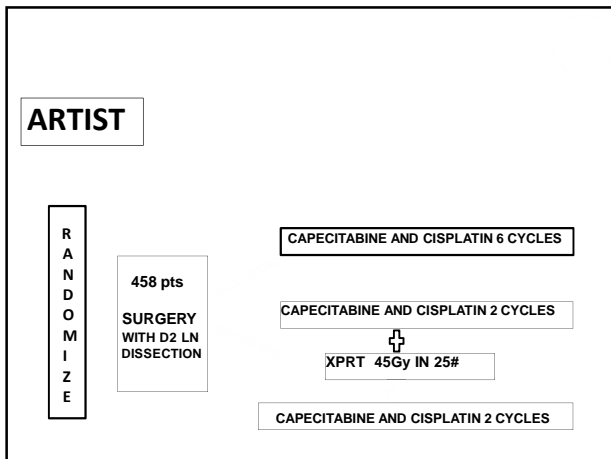 ARTIST
R
A
N
D
O
M
I
Z
E
458 pts
SURGERY
WITH D2 LN
DISSECTION
CAPECITABINE AND CISPLATIN 6 CYCLES
CAPECITABINE AND CISPLATIN 2 CYCLES
XPRT 45Gy IN 25#
CAPECITABINE AND CISPLATIN 2 CYCLES